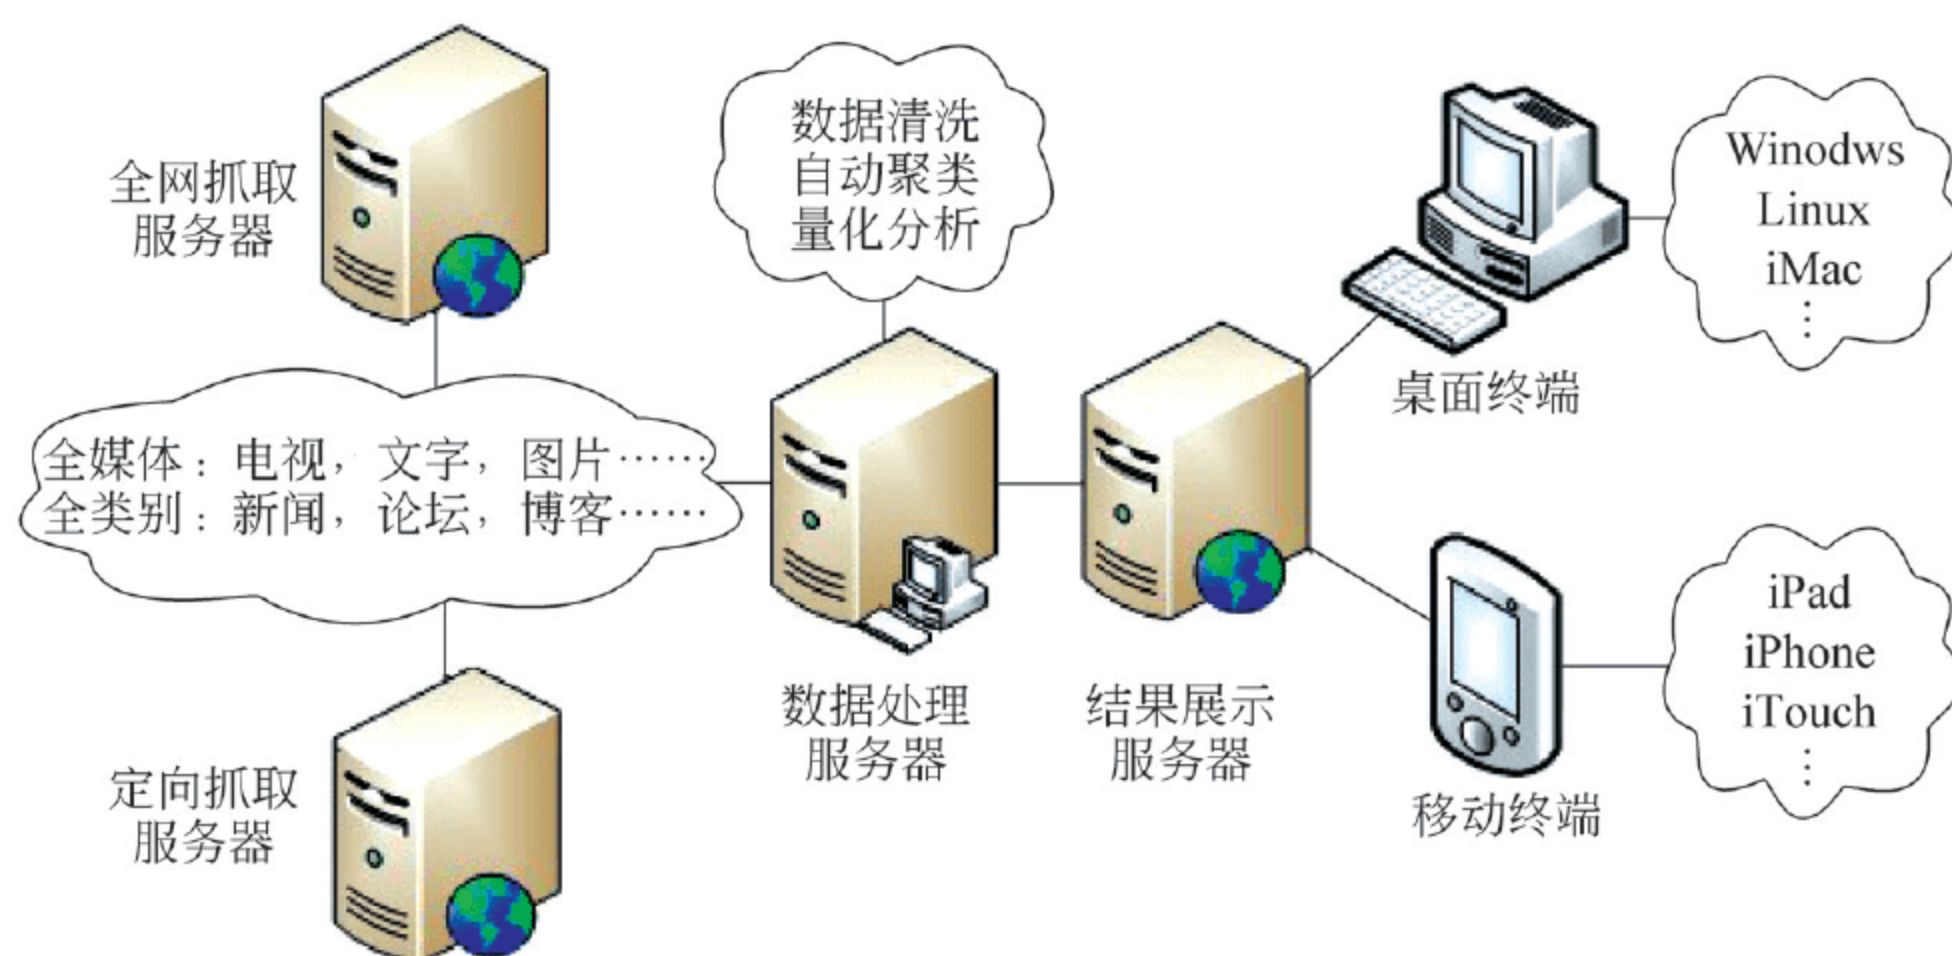 全网抓取
服务器
数据清洗
自动聚类
量化分析
Winodws
Linux
iMac
⋮
桌面终端
全媒体：电视，文字，图片……
全类别：新闻，论坛，博客……
iPad
iPhone
iTouch
⋮
数据处理
服务器
结果展示
服务器
定向抓取
服务器
移动终端